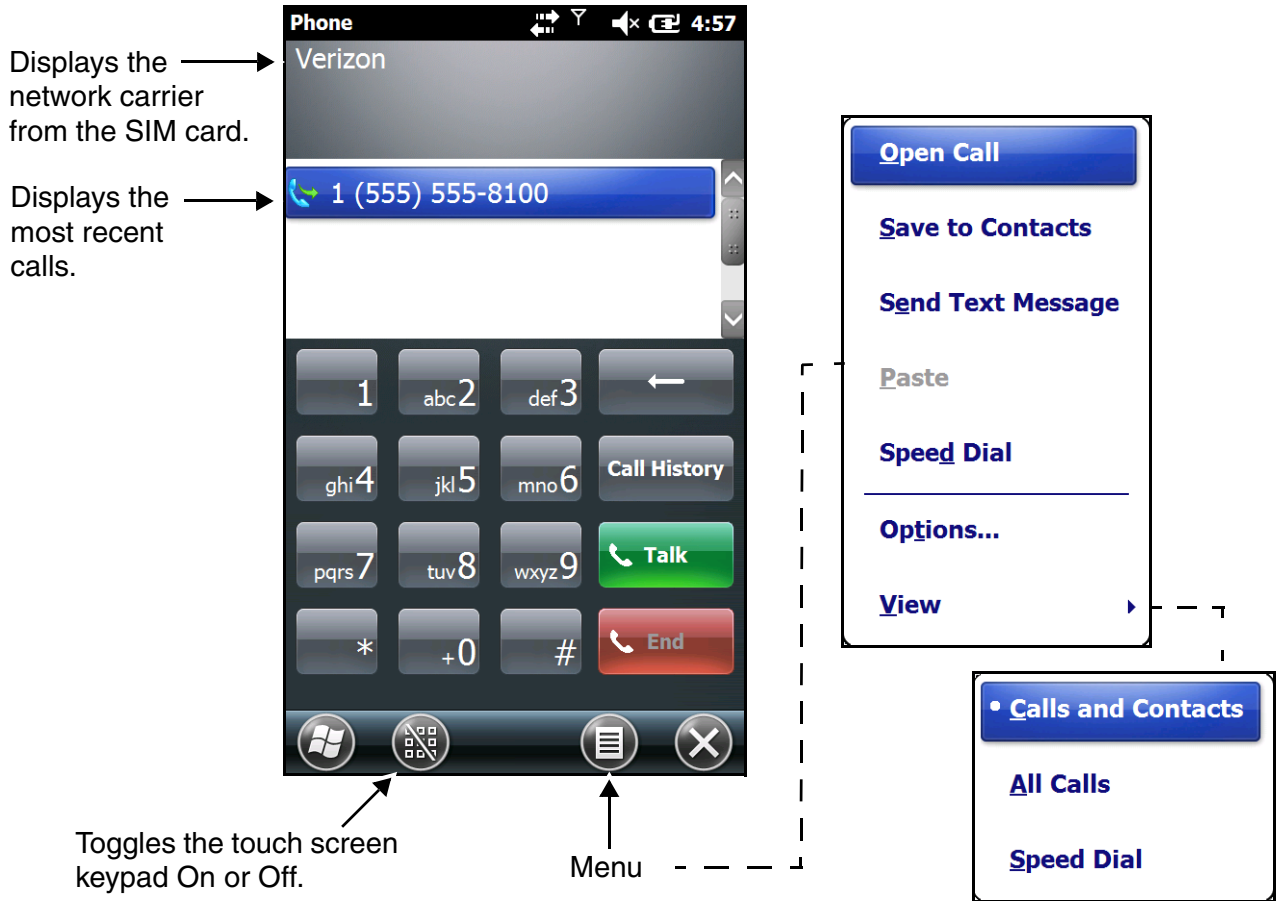 Phone 4:57
Verizon
Displays the
network carrier
from the SIM card.
1 (555) 555-8100
Displays the
most recent
calls.
1
abc2
def3
←
ghi4
jkl5
mno6
Call History
pqrs7
tuv8
wxyz9
Talk
*
+0
#
End
Toggles the touch screen
keypad On or Off.
Menu
Open Call
Save to Contacts
Send Text Message
Paste
Speed Dial
Options...
View
Calls and Contacts
All Calls
Speed Dial